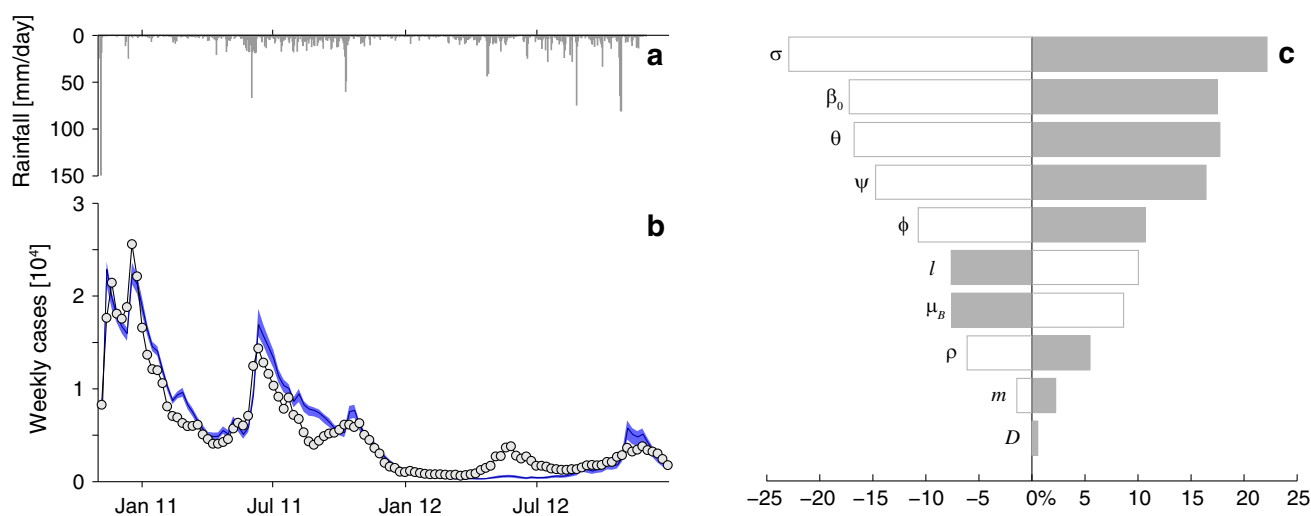 a
Rainfall [mm/day]
0
50
100
150
b
Weekly cases [10⁴]
3
2
1
0
Jan 11 Jul 11 Jan 12 Jul 12
c
σ
β₀
θ
ψ
ϕ
l
μ_B
ρ
m
D
−25 −20 −15 −10 −5 0% 5 10 15 20 25